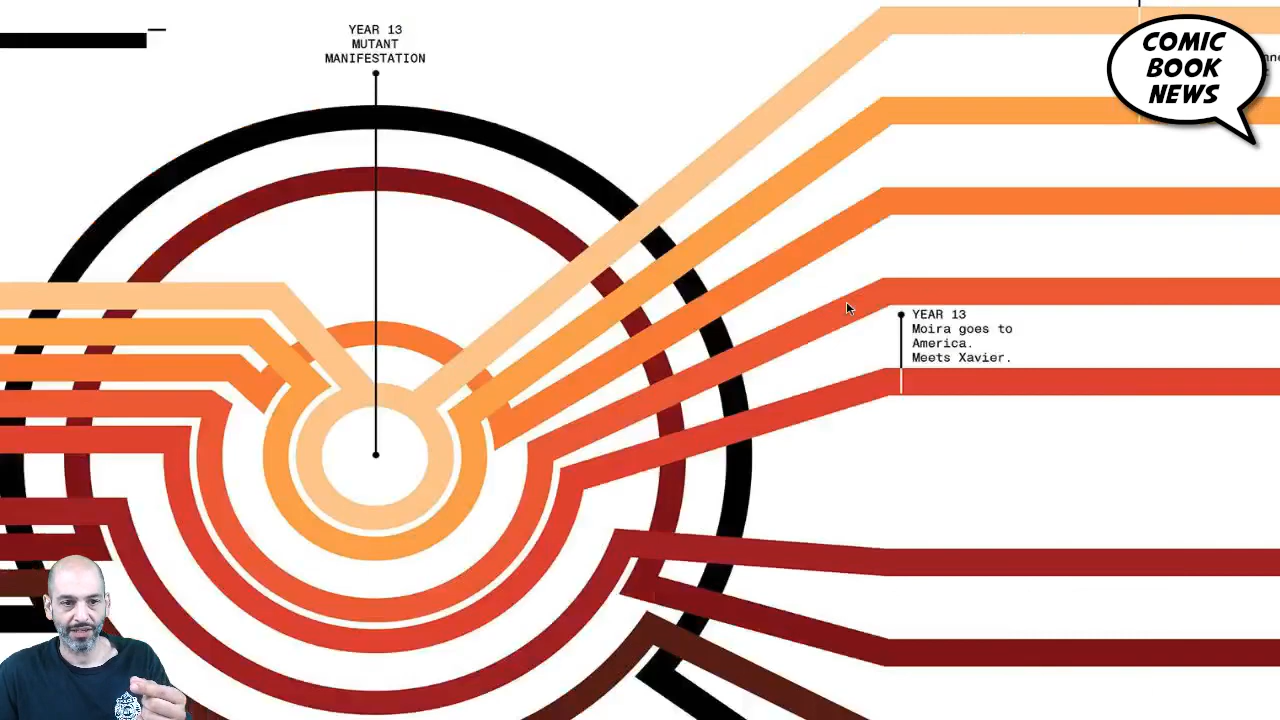 YEAR 13
MUTANT
MANIFESTATION
COMIC
BOOK
NEWS
YEAR 13
Moira goes to
America.
Meets Xavier.